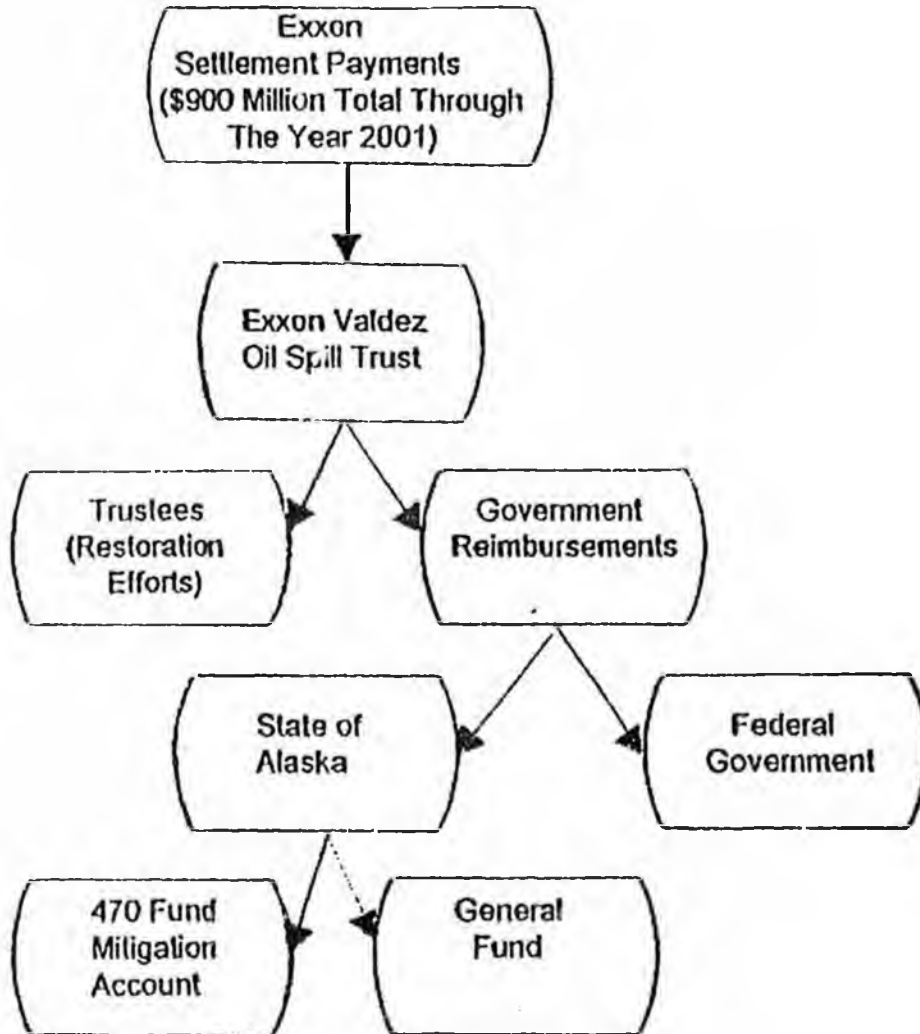 Exxon
Settlement Payments
($900 Million Total Through
The Year 2001)
Exxon Valdez
Oil Spill Trust
Trustees
(Restoration
Efforts)
Government
Reimbursements
State of
Alaska
Federal
Government
470 Fund
Mitigation
Account
General
Fund